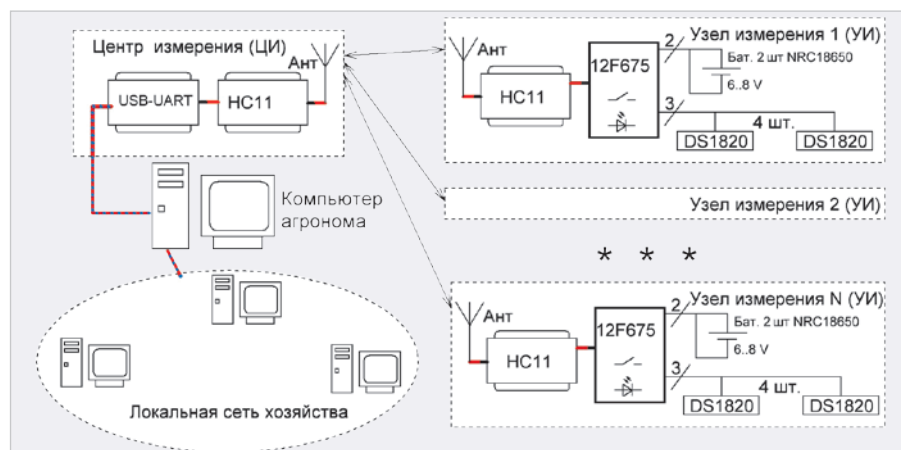 Центр измерения (ЦИ)
Ант
USB-UART
HC11
Компьютер
агронома
Локальная сеть хозяйства
Узел измерения 1 (УИ)
Ант
HC11
12F675
2
Бат. 2 шт NRC18650
6..8 V
3
4 шт.
DS1820
DS1820
Узел измерения 2 (УИ)
* * *
Узел измерения N (УИ)
Ант
HC11
12F675
2
Бат. 2 шт NRC18650
6..8 V
3
4 шт.
DS1820
DS1820